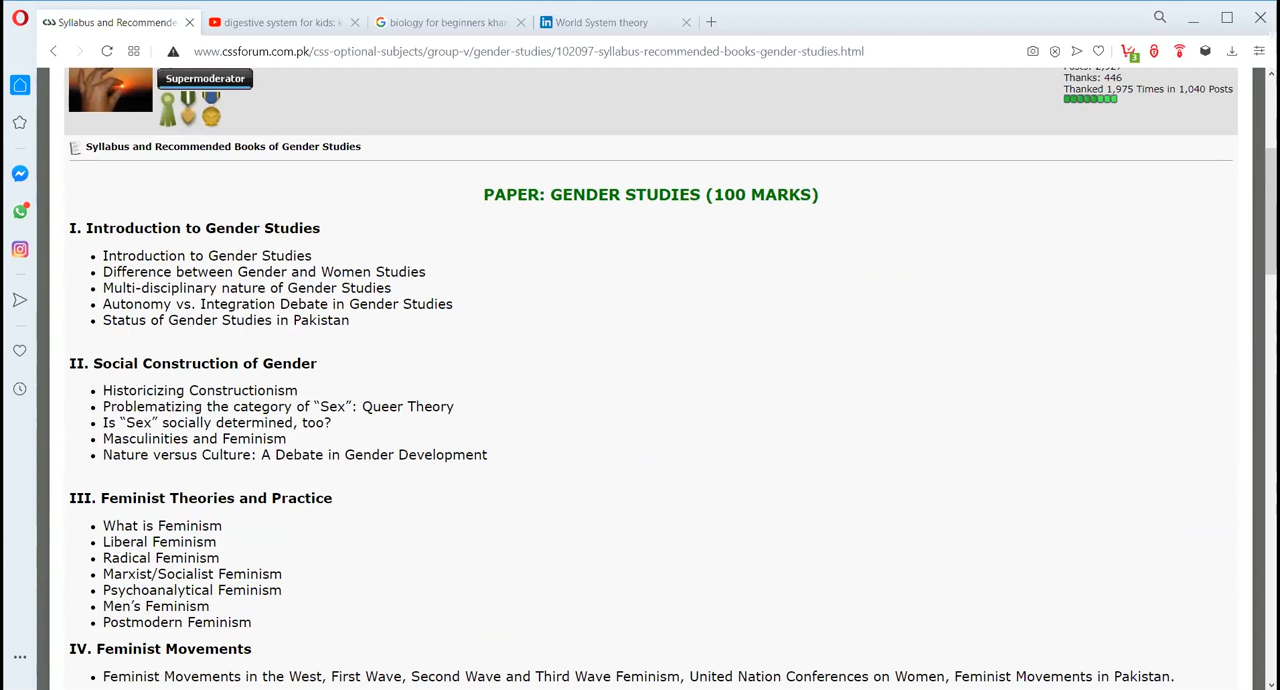 Syllabus and Recommende
digestive system for kids: k
biology for beginners khan
World System theory
www.cssforum.com.pk/css-optional-subjects/group-v/gender-studies/102097-syllabus-recommended-books-gender-studies.html
3
Supermoderator
Posts: 2,927
Thanks: 446
Thanked 1,975 Times in 1,040 Posts
Syllabus and Recommended Books of Gender Studies
PAPER: GENDER STUDIES (100 MARKS)
I. Introduction to Gender Studies
• Introduction to Gender Studies
• Difference between Gender and Women Studies
• Multi-disciplinary nature of Gender Studies
• Autonomy vs. Integration Debate in Gender Studies
• Status of Gender Studies in Pakistan
II. Social Construction of Gender
• Historicizing Constructionism
• Problematizing the category of “Sex”: Queer Theory
• Is “Sex” socially determined, too?
• Masculinities and Feminism
• Nature versus Culture: A Debate in Gender Development
III. Feminist Theories and Practice
• What is Feminism
• Liberal Feminism
• Radical Feminism
• Marxist/Socialist Feminism
• Psychoanalytical Feminism
• Men’s Feminism
• Postmodern Feminism
IV. Feminist Movements
• Feminist Movements in the West, First Wave, Second Wave and Third Wave Feminism, United Nation Conferences on Women, Feminist Movements in Pakistan.